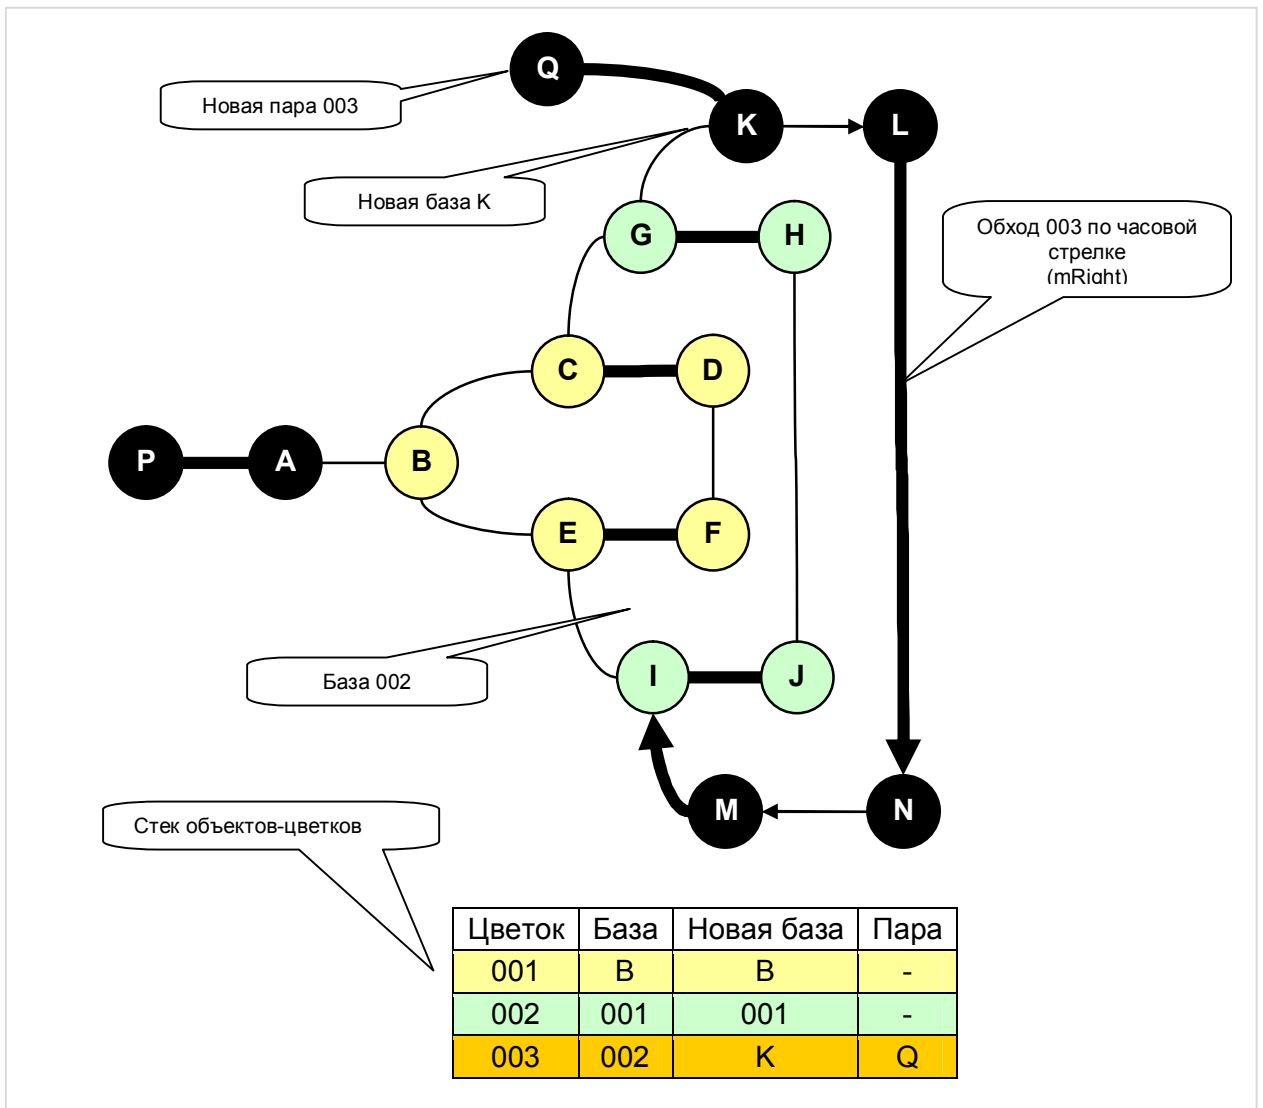 Q
Новая пара 003
K
L
Новая база K
G
H
Обход 003 по часовой
стрелке
(mRight)
C
D
P
A
B
E
F
База 002
I
J
M
N
Стек объектов-цветков
Цветок База Новая база Пара
001 B B -
002 001 001 -
003 002 K Q